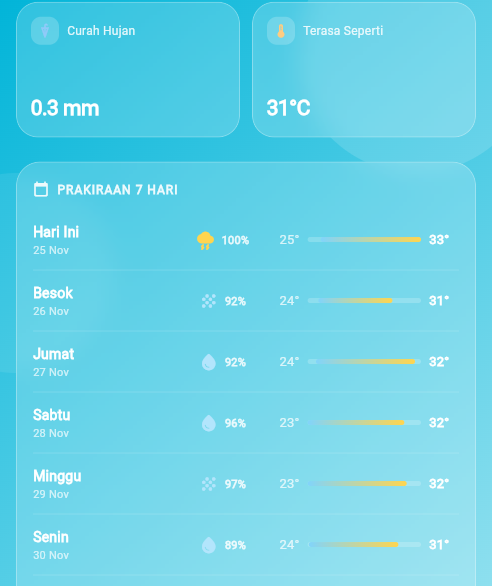 Curah Hujan
Terasa Seperti
0.3 mm
31°C
PRAKIRAAN 7 HARI
Hari Ini
25 Nov
100%
25°
33°
Besok
26 Nov
92%
24°
31°
Jumat
27 Nov
92%
24°
32°
Sabtu
28 Nov
96%
23°
32°
Minggu
29 Nov
97%
23°
32°
Senin
30 Nov
89%
24°
31°